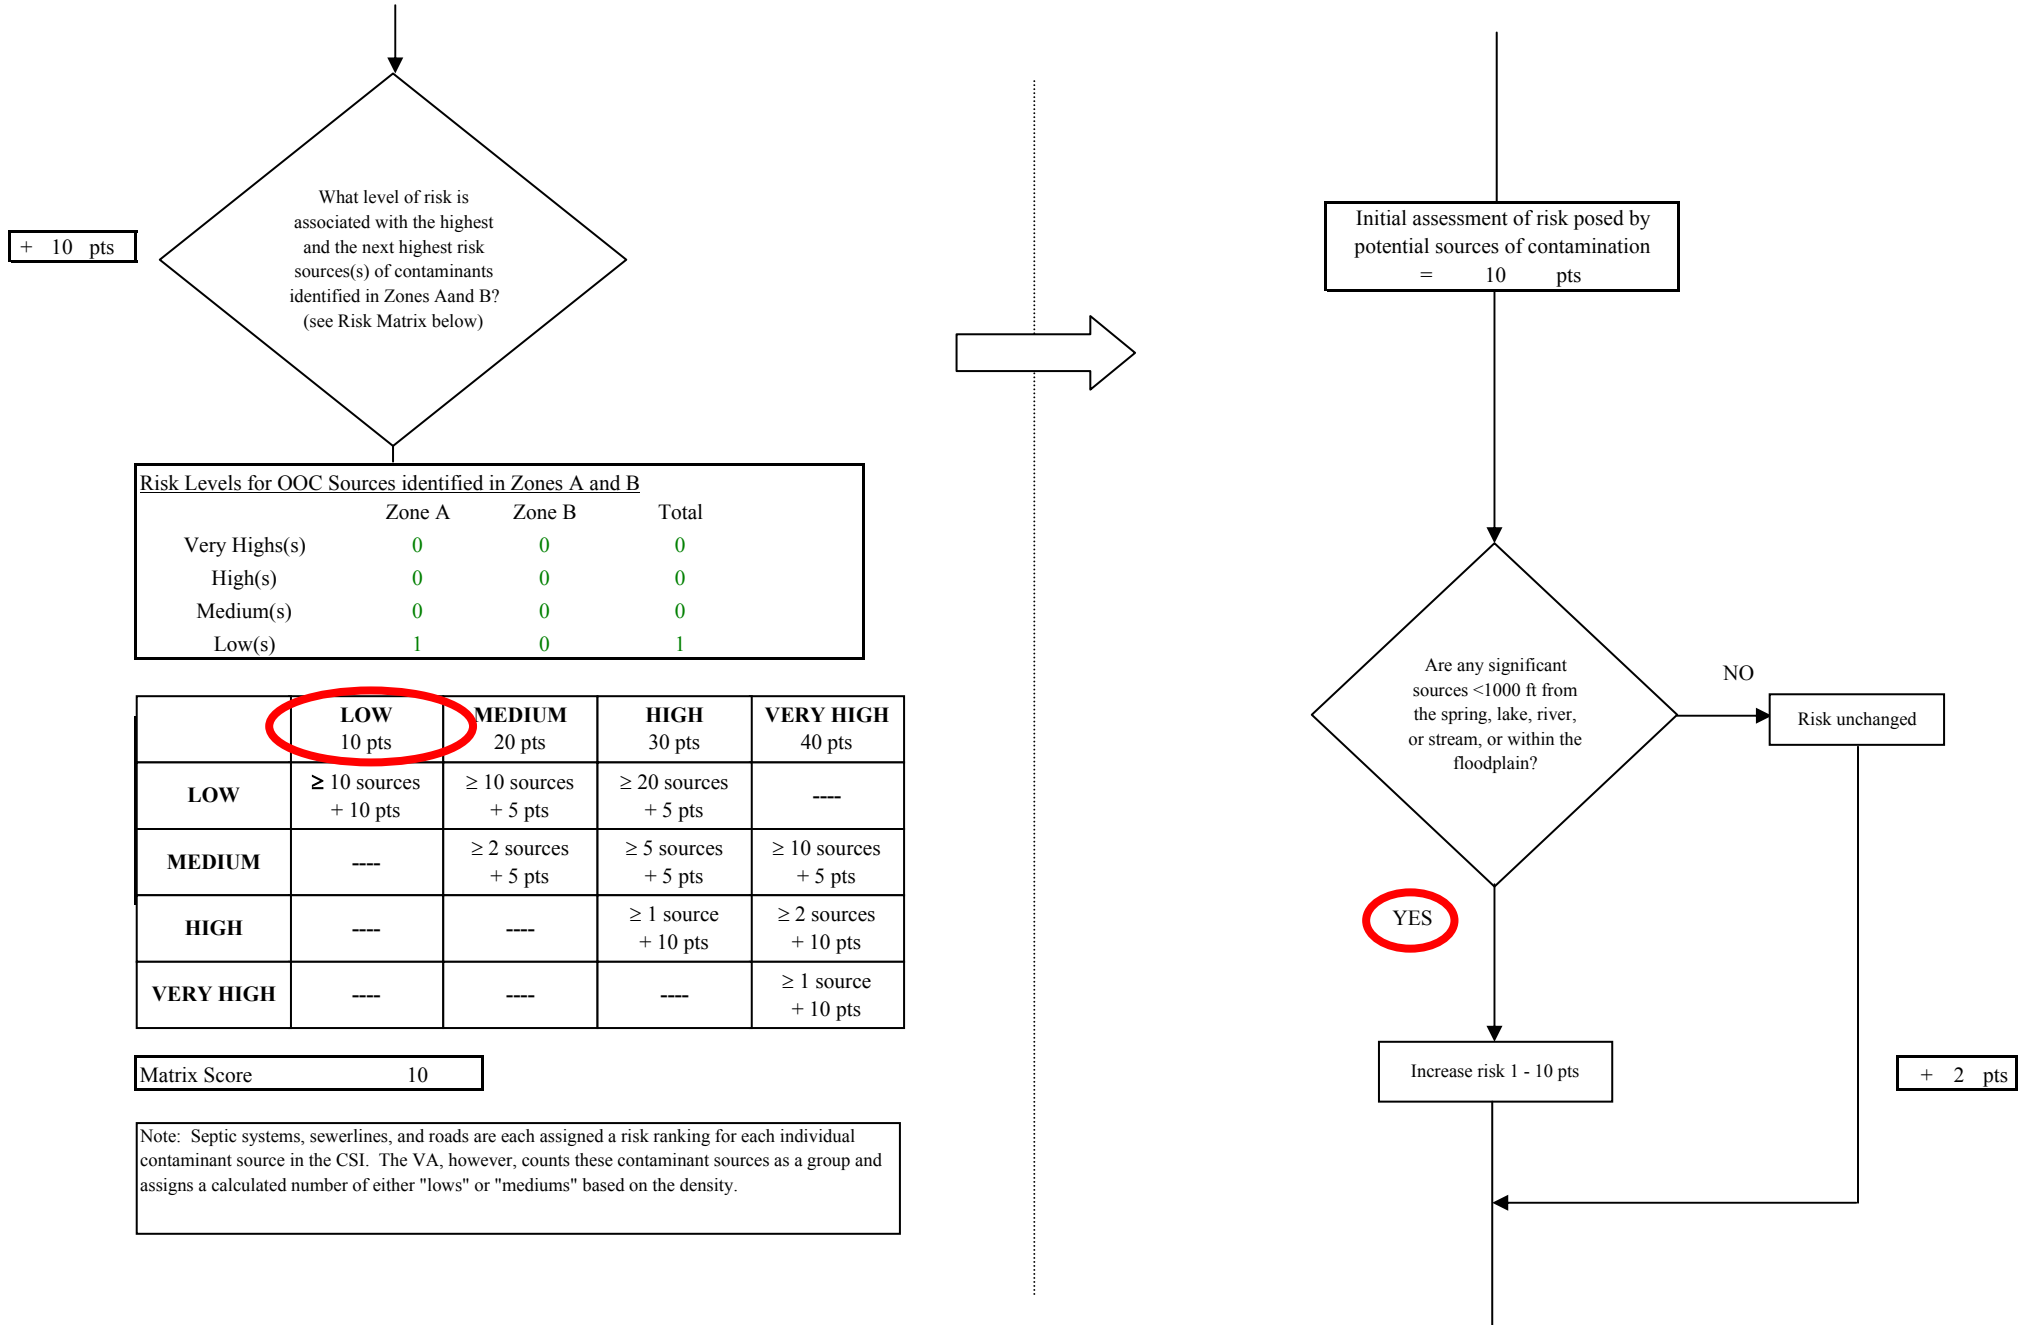 What level of risk is
associated with the highest
and the next highest risk
sources(s) of contaminants
identified in Zones Aand B?
(see Risk Matrix below)
+ 10 pts
Risk Levels for OOC Sources identified in Zones A and B
Zone A Zone B Total
Very Highs(s) 0 0 0
High(s) 0 0 0
Medium(s) 0 0 0
Low(s) 1 0 1
LOW MEDIUM HIGH VERY HIGH
10 pts 20 pts 30 pts 40 pts
LOW ≥ 10 sources ≥ 10 sources ≥ 20 sources ----
+ 10 pts + 5 pts + 5 pts
MEDIUM ---- ≥ 2 sources ≥ 5 sources ≥ 10 sources
+ 5 pts + 5 pts + 5 pts
HIGH ---- ---- ≥ 1 source ≥ 2 sources
+ 10 pts + 10 pts
VERY HIGH ---- ---- ---- ≥ 1 source
+ 10 pts
Matrix Score 10
Note: Septic systems, sewerlines, and roads are each assigned a risk ranking for each individual
contaminant source in the CSI. The VA, however, counts these contaminant sources as a group and
assigns a calculated number of either "lows" or "mediums" based on the density.
Initial assessment of risk posed by
potential sources of contamination
= 10 pts
Are any significant
sources <1000 ft from
the spring, lake, river,
or stream, or within the
floodplain?
NO
Risk unchanged
YES
Increase risk 1 - 10 pts
+ 2 pts